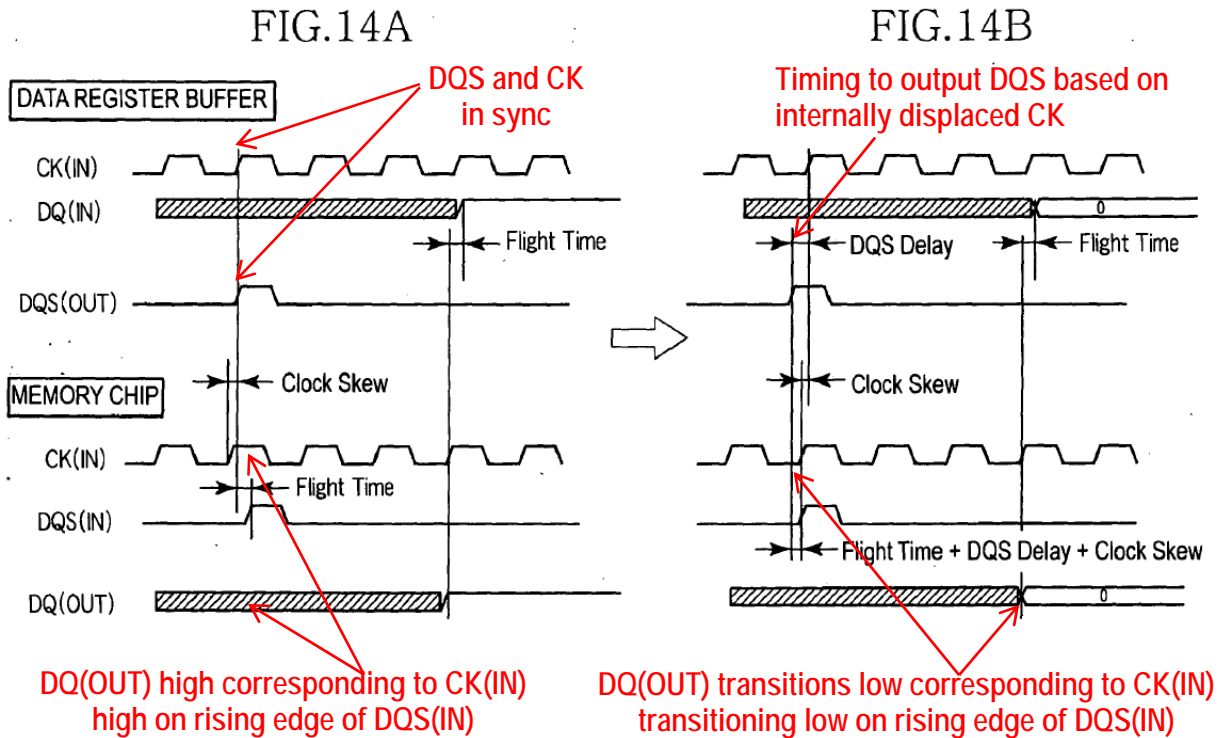 FIG.14A
DQS and CK
in sync
DATA REGISTER BUFFER
CK(IN)
DQ(IN)
Flight Time
DQS(OUT)
Clock Skew
MEMORY CHIP
CK(IN)
Flight Time
DQS(IN)
DQ(OUT)
DQ(OUT) high corresponding to CK(IN)
high on rising edge of DQS(IN)
FIG.14B
Timing to output DQS based on
internally displaced CK
0
DQS Delay
Flight Time
Clock Skew
Flight Time + DQS Delay + Clock Skew
0
DQ(OUT) transitions low corresponding to CK(IN)
transitioning low on rising edge of DQS(IN)